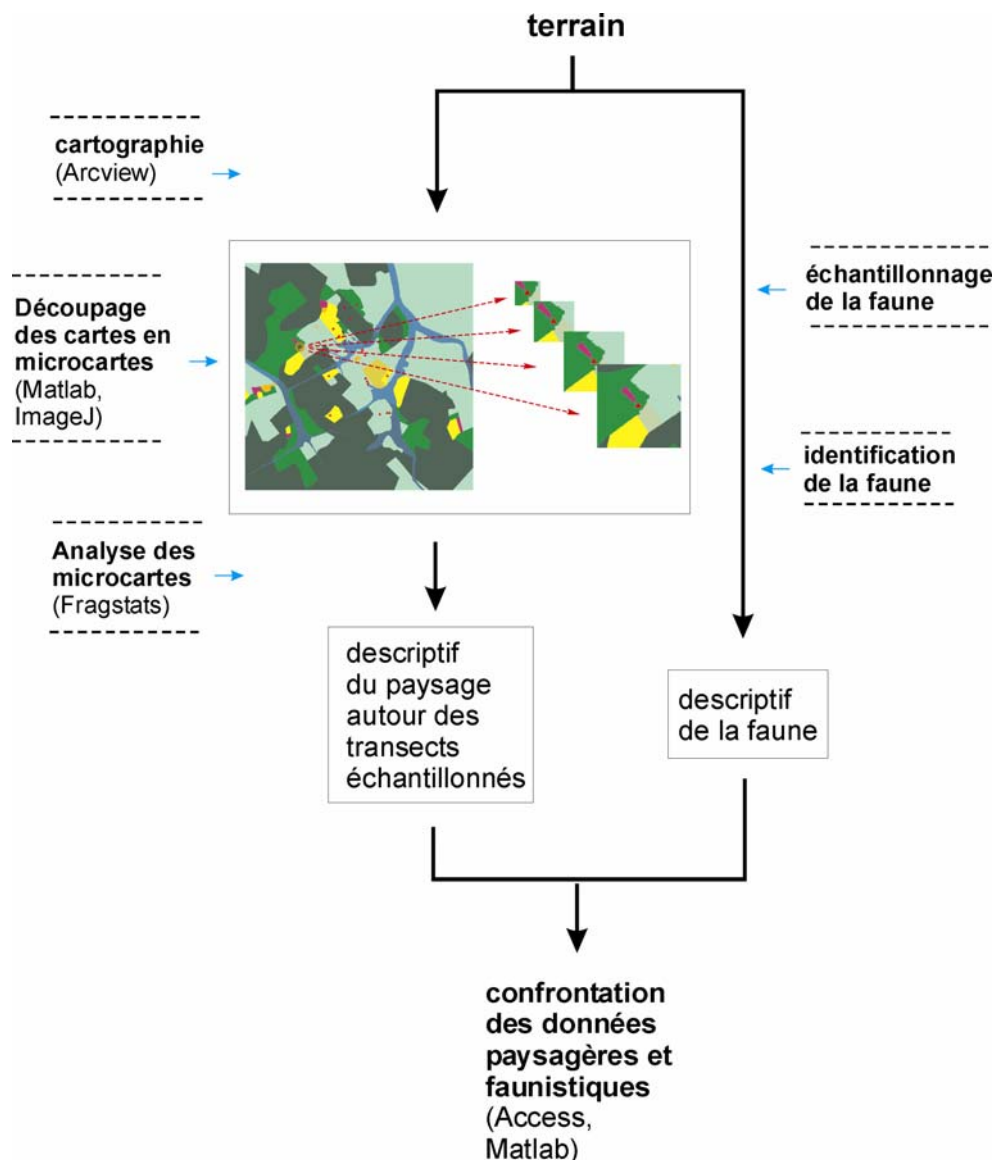 terrain
cartographie
(Arcview)
Découpage
des cartes en
microcartes
(Matlab,
ImageJ)
échantillonnage
de la faune
identification
de la faune
Analyse des
microcartes
(Fragstats)
descriptif
du paysage
autour des
transects
échantillonnés
descriptif
de la faune
confrontation
des données
paysagères et
faunistiques
(Access,
Matlab)